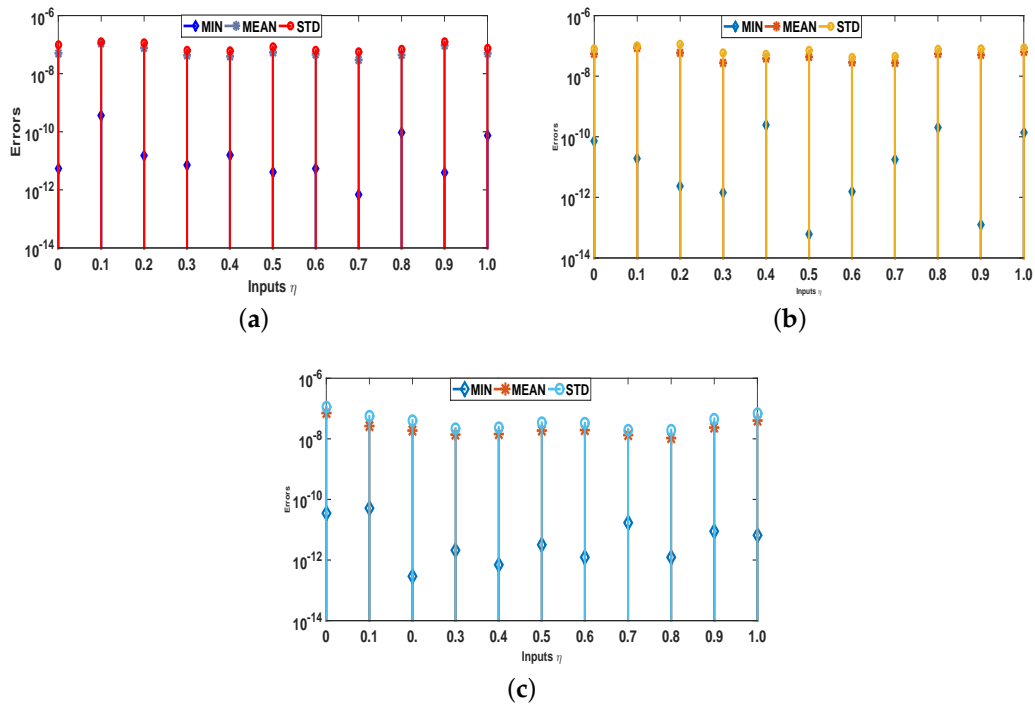 MIN MEAN STD
10-6
10-8
10-10
10-12
10-14
Errors
0 0.1 0.2 0.3 0.4 0.5 0.6 0.7 0.8 0.9 1.0
Inputs η
(a)
MIN MEAN STD
10-6
10-8
10-10
10-12
10-14
Errors
0 0.1 0.2 0.3 0.4 0.5 0.6 0.7 0.8 0.9 1.0
Inputs η
(b)
MIN MEAN STD
10-6
10-8
10-10
10-12
10-14
Errors
0 0.1 0. 0.3 0.4 0.5 0.6 0.7 0.8 0.9 1.0
Inputs η
(c)